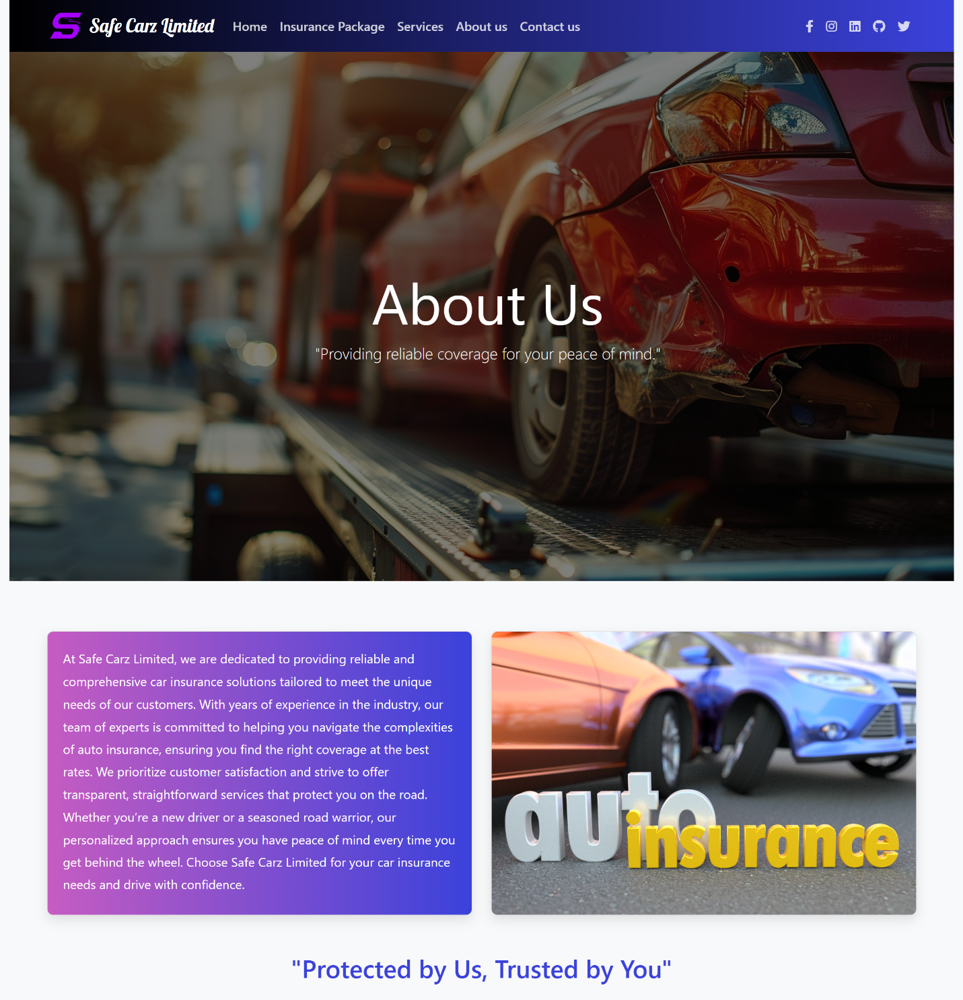 Safe Carz Limited Home Insurance Package Services About us Contact us
About Us
"Providing reliable coverage for your peace of mind."
At Safe Carz Limited, we are dedicated to providing reliable and
comprehensive car insurance solutions tailored to meet the unique
needs of our customers. With years of experience in the industry, our
team of experts is committed to helping you navigate the complexities
of auto insurance, ensuring you find the right coverage at the best
rates. We prioritize customer satisfaction and strive to offer
transparent, straightforward services that protect you on the road.
Whether you’re a new driver or a seasoned road warrior, our
personalized approach ensures you have peace of mind every time you
get behind the wheel. Choose Safe Carz Limited for your car insurance
needs and drive with confidence.
auto
insurance
"Protected by Us, Trusted by You"